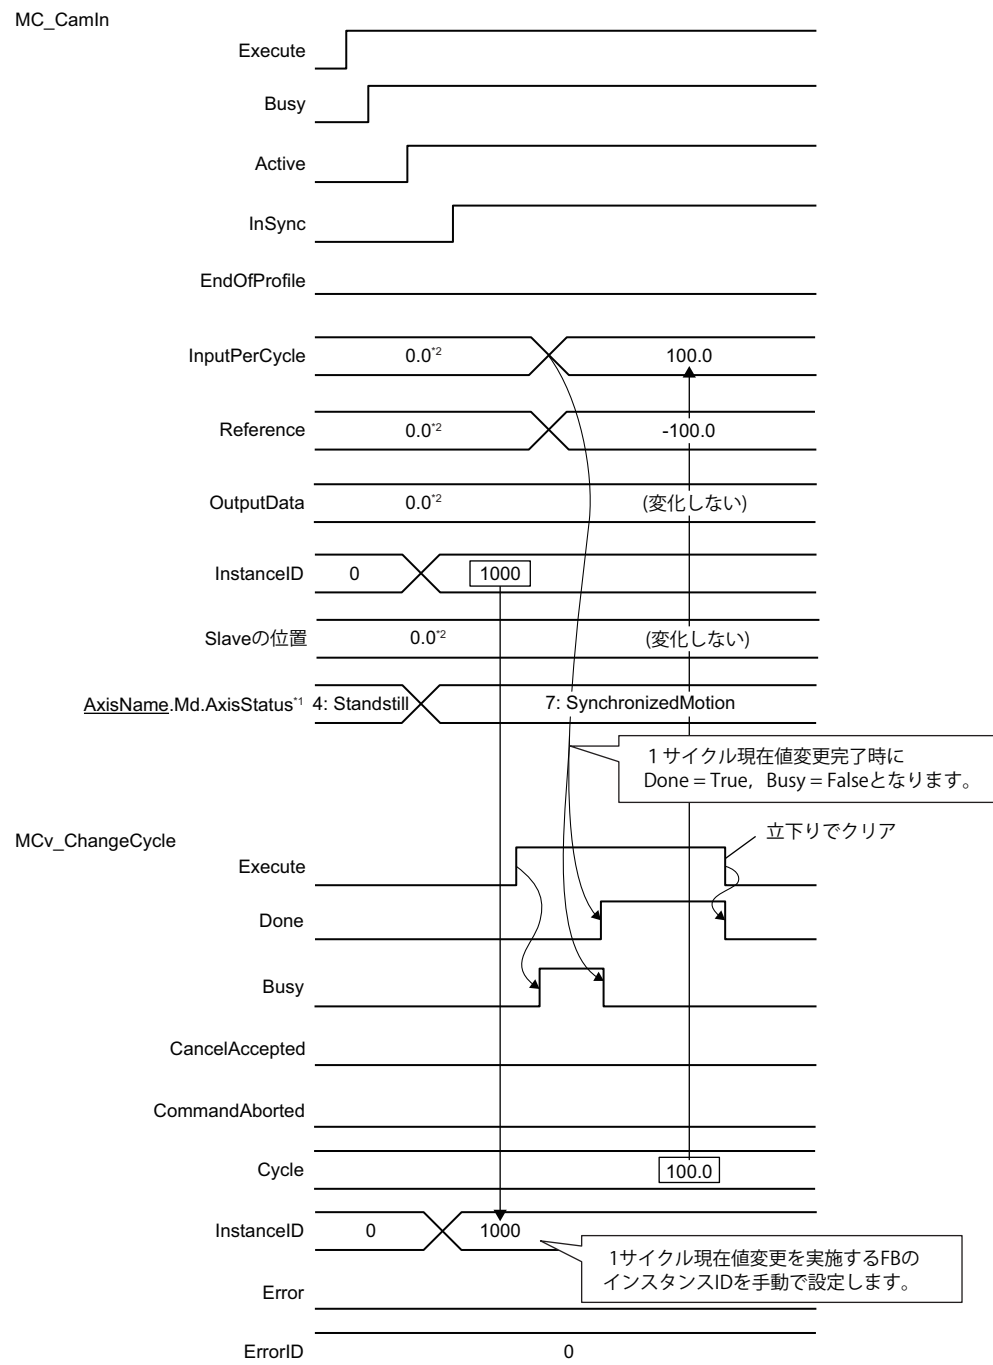 MC_CamIn
Execute
Busy
Active
InSync
EndOfProfile
InputPerCycle 0.0*2 100.0
Reference 0.0*2 -100.0
OutputData 0.0*2 (変化しない)
InstanceID 0 1000
Slaveの位置 0.0*2 (変化しない)
AxisName.Md.AxisStatus*1 4: Standstill 7: SynchronizedMotion
1サイクル現在値変更完了時に
Done = True, Busy = Falseとなります。
MCv_ChangeCycle
立下りでクリア
Execute
Done
Busy
CancelAccepted
CommandAborted
Cycle 100.0
InstanceID 0 1000
1サイクル現在値変更を実施するFBの
インスタンスIDを手動で設定します。
Error
ErrorID 0